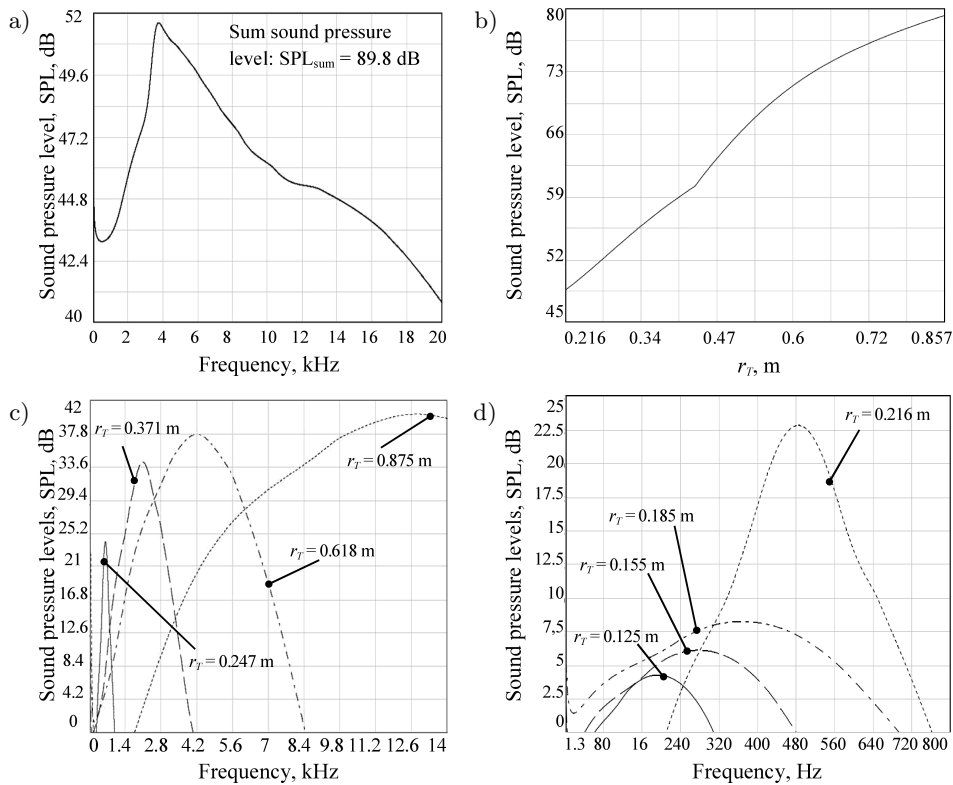 a)
Sound pressure level, SPL, dB
52
49.6
47.2
44.8
42.4
40
Sum sound pressure
level: SPLsum = 89.8 dB
0 2 4 6 8 10 12 14 16 18 20
Frequency, kHz
b)
Sound pressure level, SPL, dB
80
73
66
59
52
45
0.216 0.34 0.47 0.6 0.72 0.857
rT, m
c)
Sound pressure levels, SPL, dB
42
37.8
33.6
29.4
25.2
21
16.8
12.6
8.4
4.2
0
rT = 0.371 m
rT = 0.875 m
rT = 0.618 m
rT = 0.247 m
0 1.4 2.8 4.2 5.6 7 8.4 9.8 11.2 12.6 14
Frequency, kHz
d)
Sound pressure levels, SPL, dB
25
22.5
20
17.5
15
12.5
10
7.5
5
2.5
0
rT = 0.216 m
rT = 0.185 m
rT = 0.155 m
rT = 0.125 m
1.3 80 16 240 320 400 480 560 640 720 800
Frequency, Hz